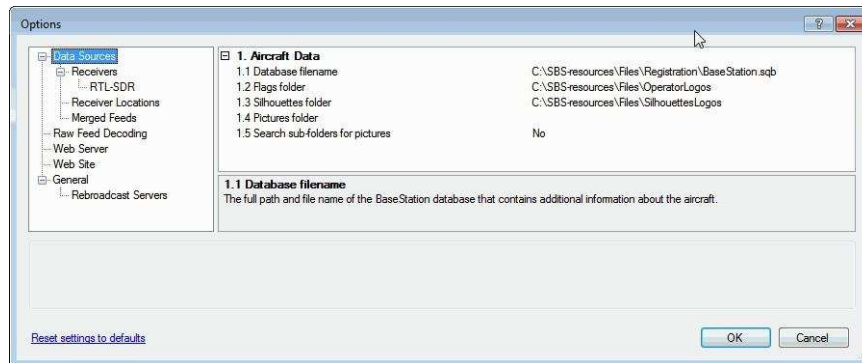 Options
Data Sources
Receivers
RTL-SDR
Receiver Locations
Merged Feeds
Raw Feed Decoding
Web Server
Web Site
General
Rebroadcast Servers
1. Aircraft Data
1.1 Database filename C:\SBS-resources\Files\Registration\BaseStation.sqb
1.2 Flags folder C:\SBS-resources\Files\OperatorLogos
1.3 Silhouettes folder C:\SBS-resources\Files\SilhouettesLogos
1.4 Pictures folder
1.5 Search sub-folders for pictures No
1.1 Database filename
The full path and file name of the BaseStation database that contains additional information about the aircraft.
Reset settings to defaults
OK
Cancel